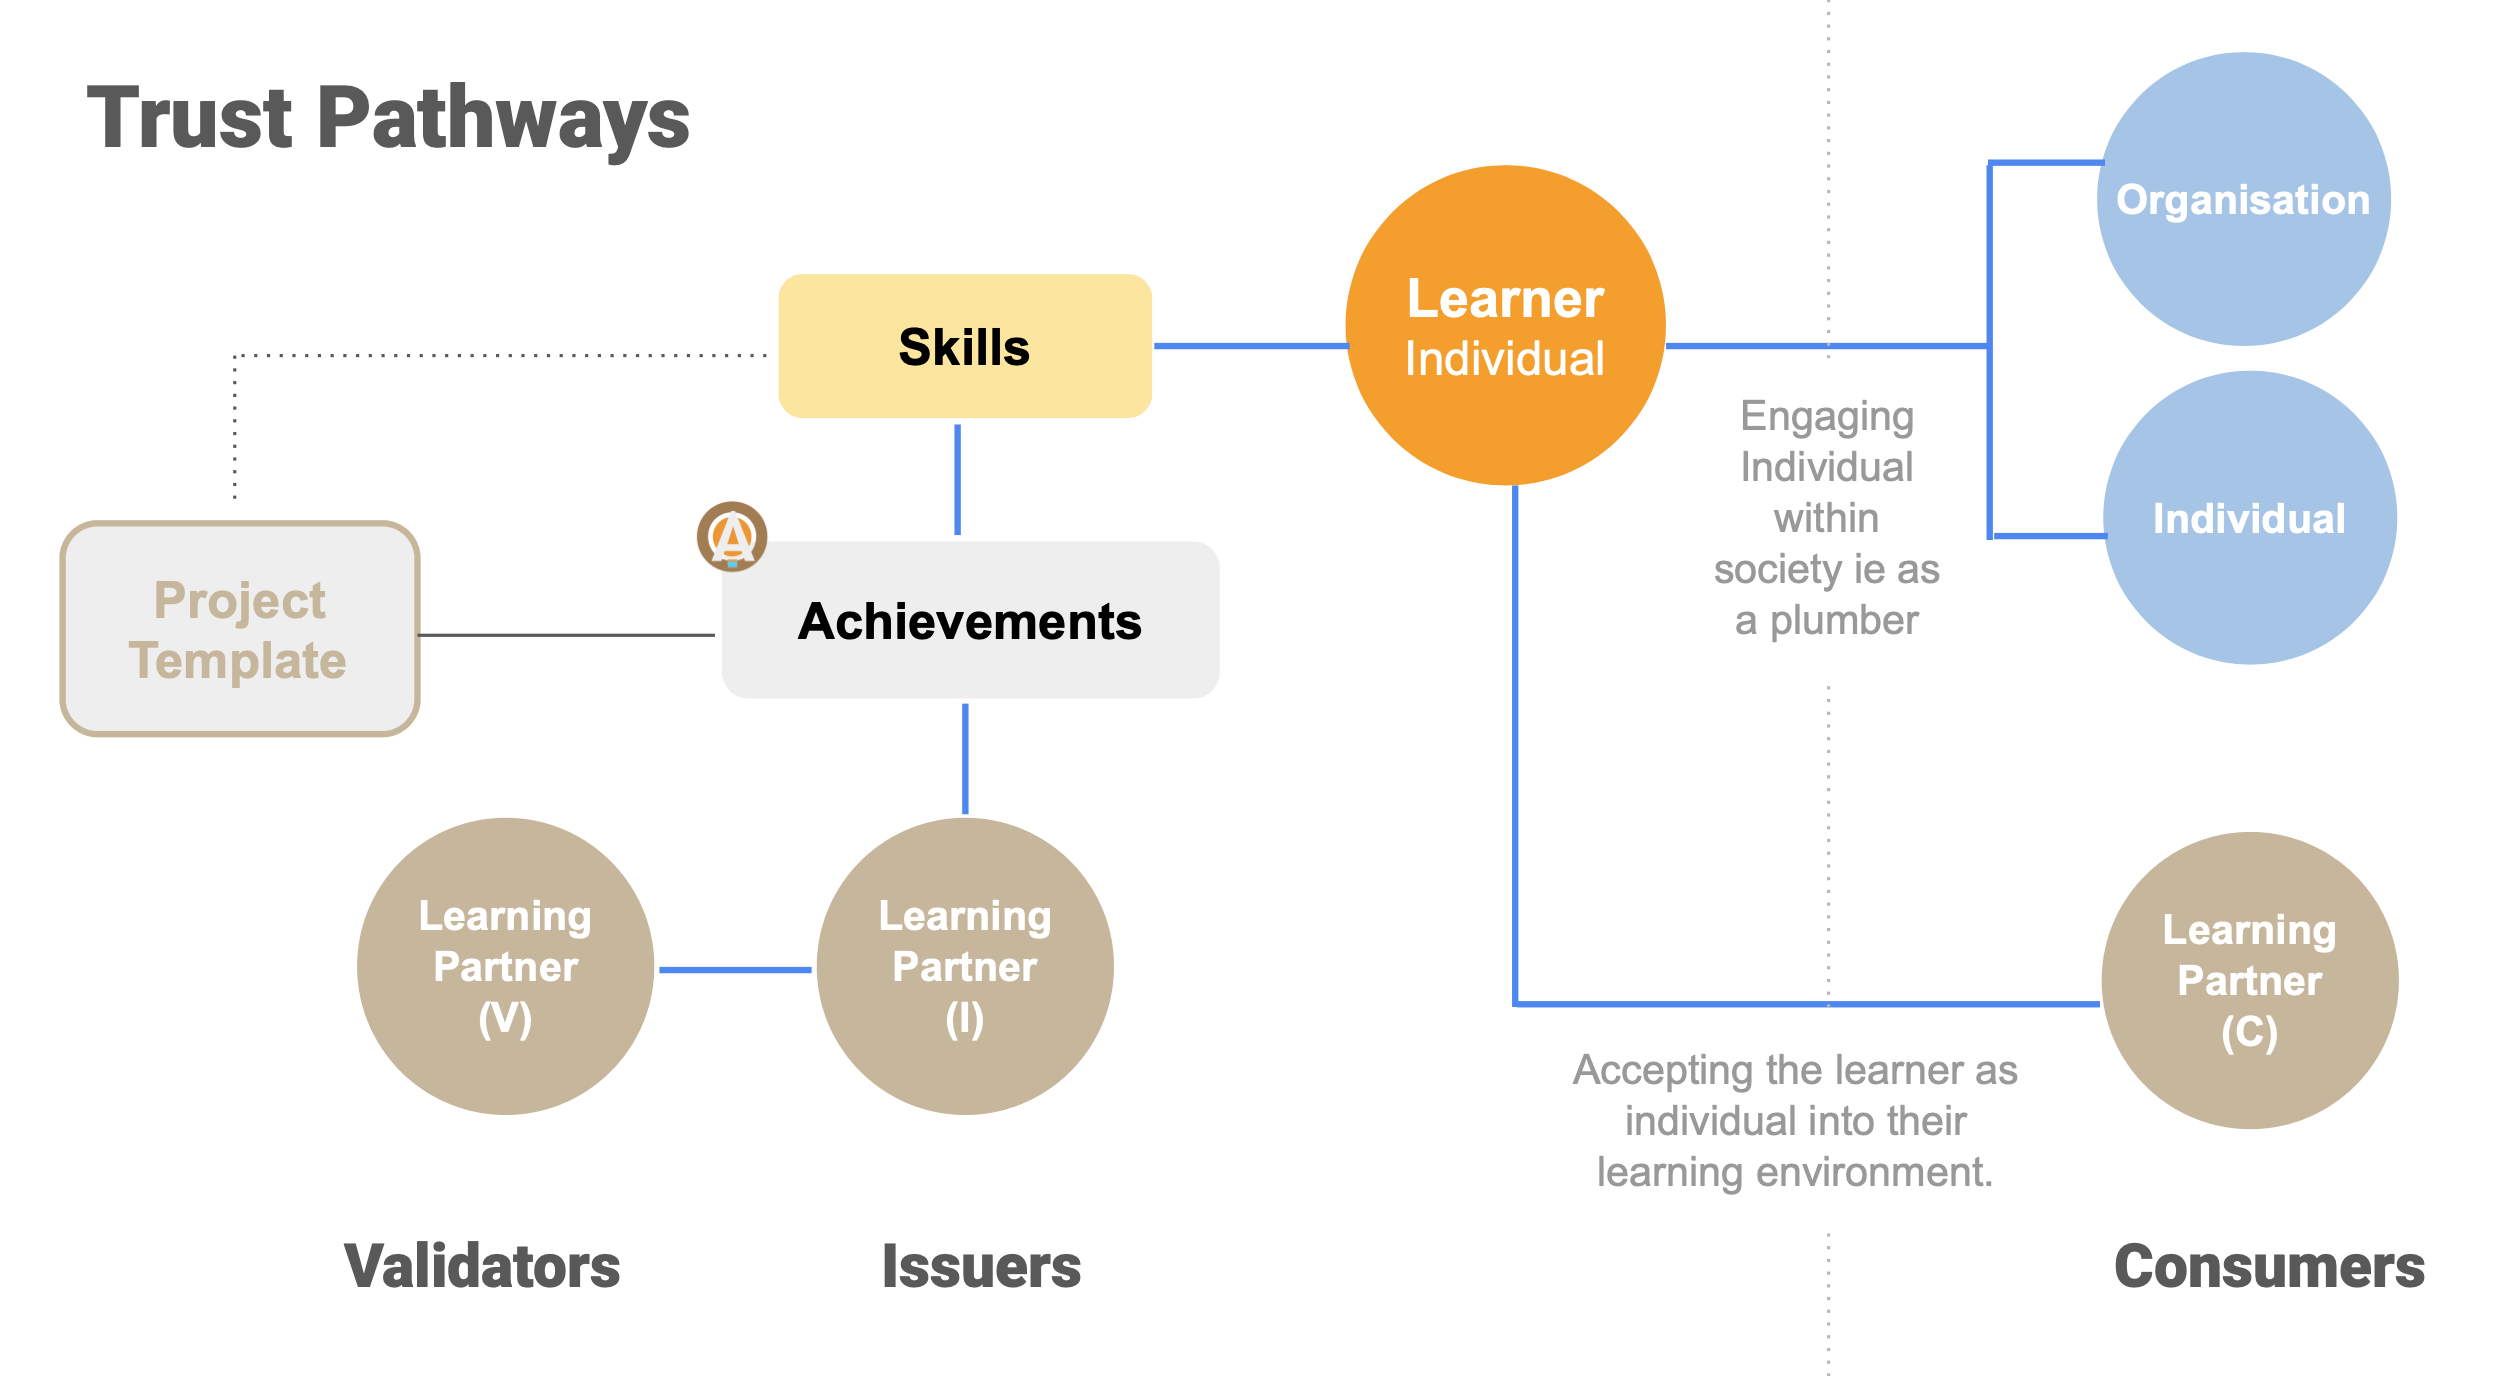 Trust Pathways
Organisation
Learner
Individual
Skills
Engaging
Individual
within
society ie as
a plumber
Individual
A
Project
Template
Achievements
Learning
Partner
(V)
Learning
Partner
(I)
Learning
Partner
(C)
Accepting the learner as
individual into their
learning environment.
Validators
Issuers
Consumers